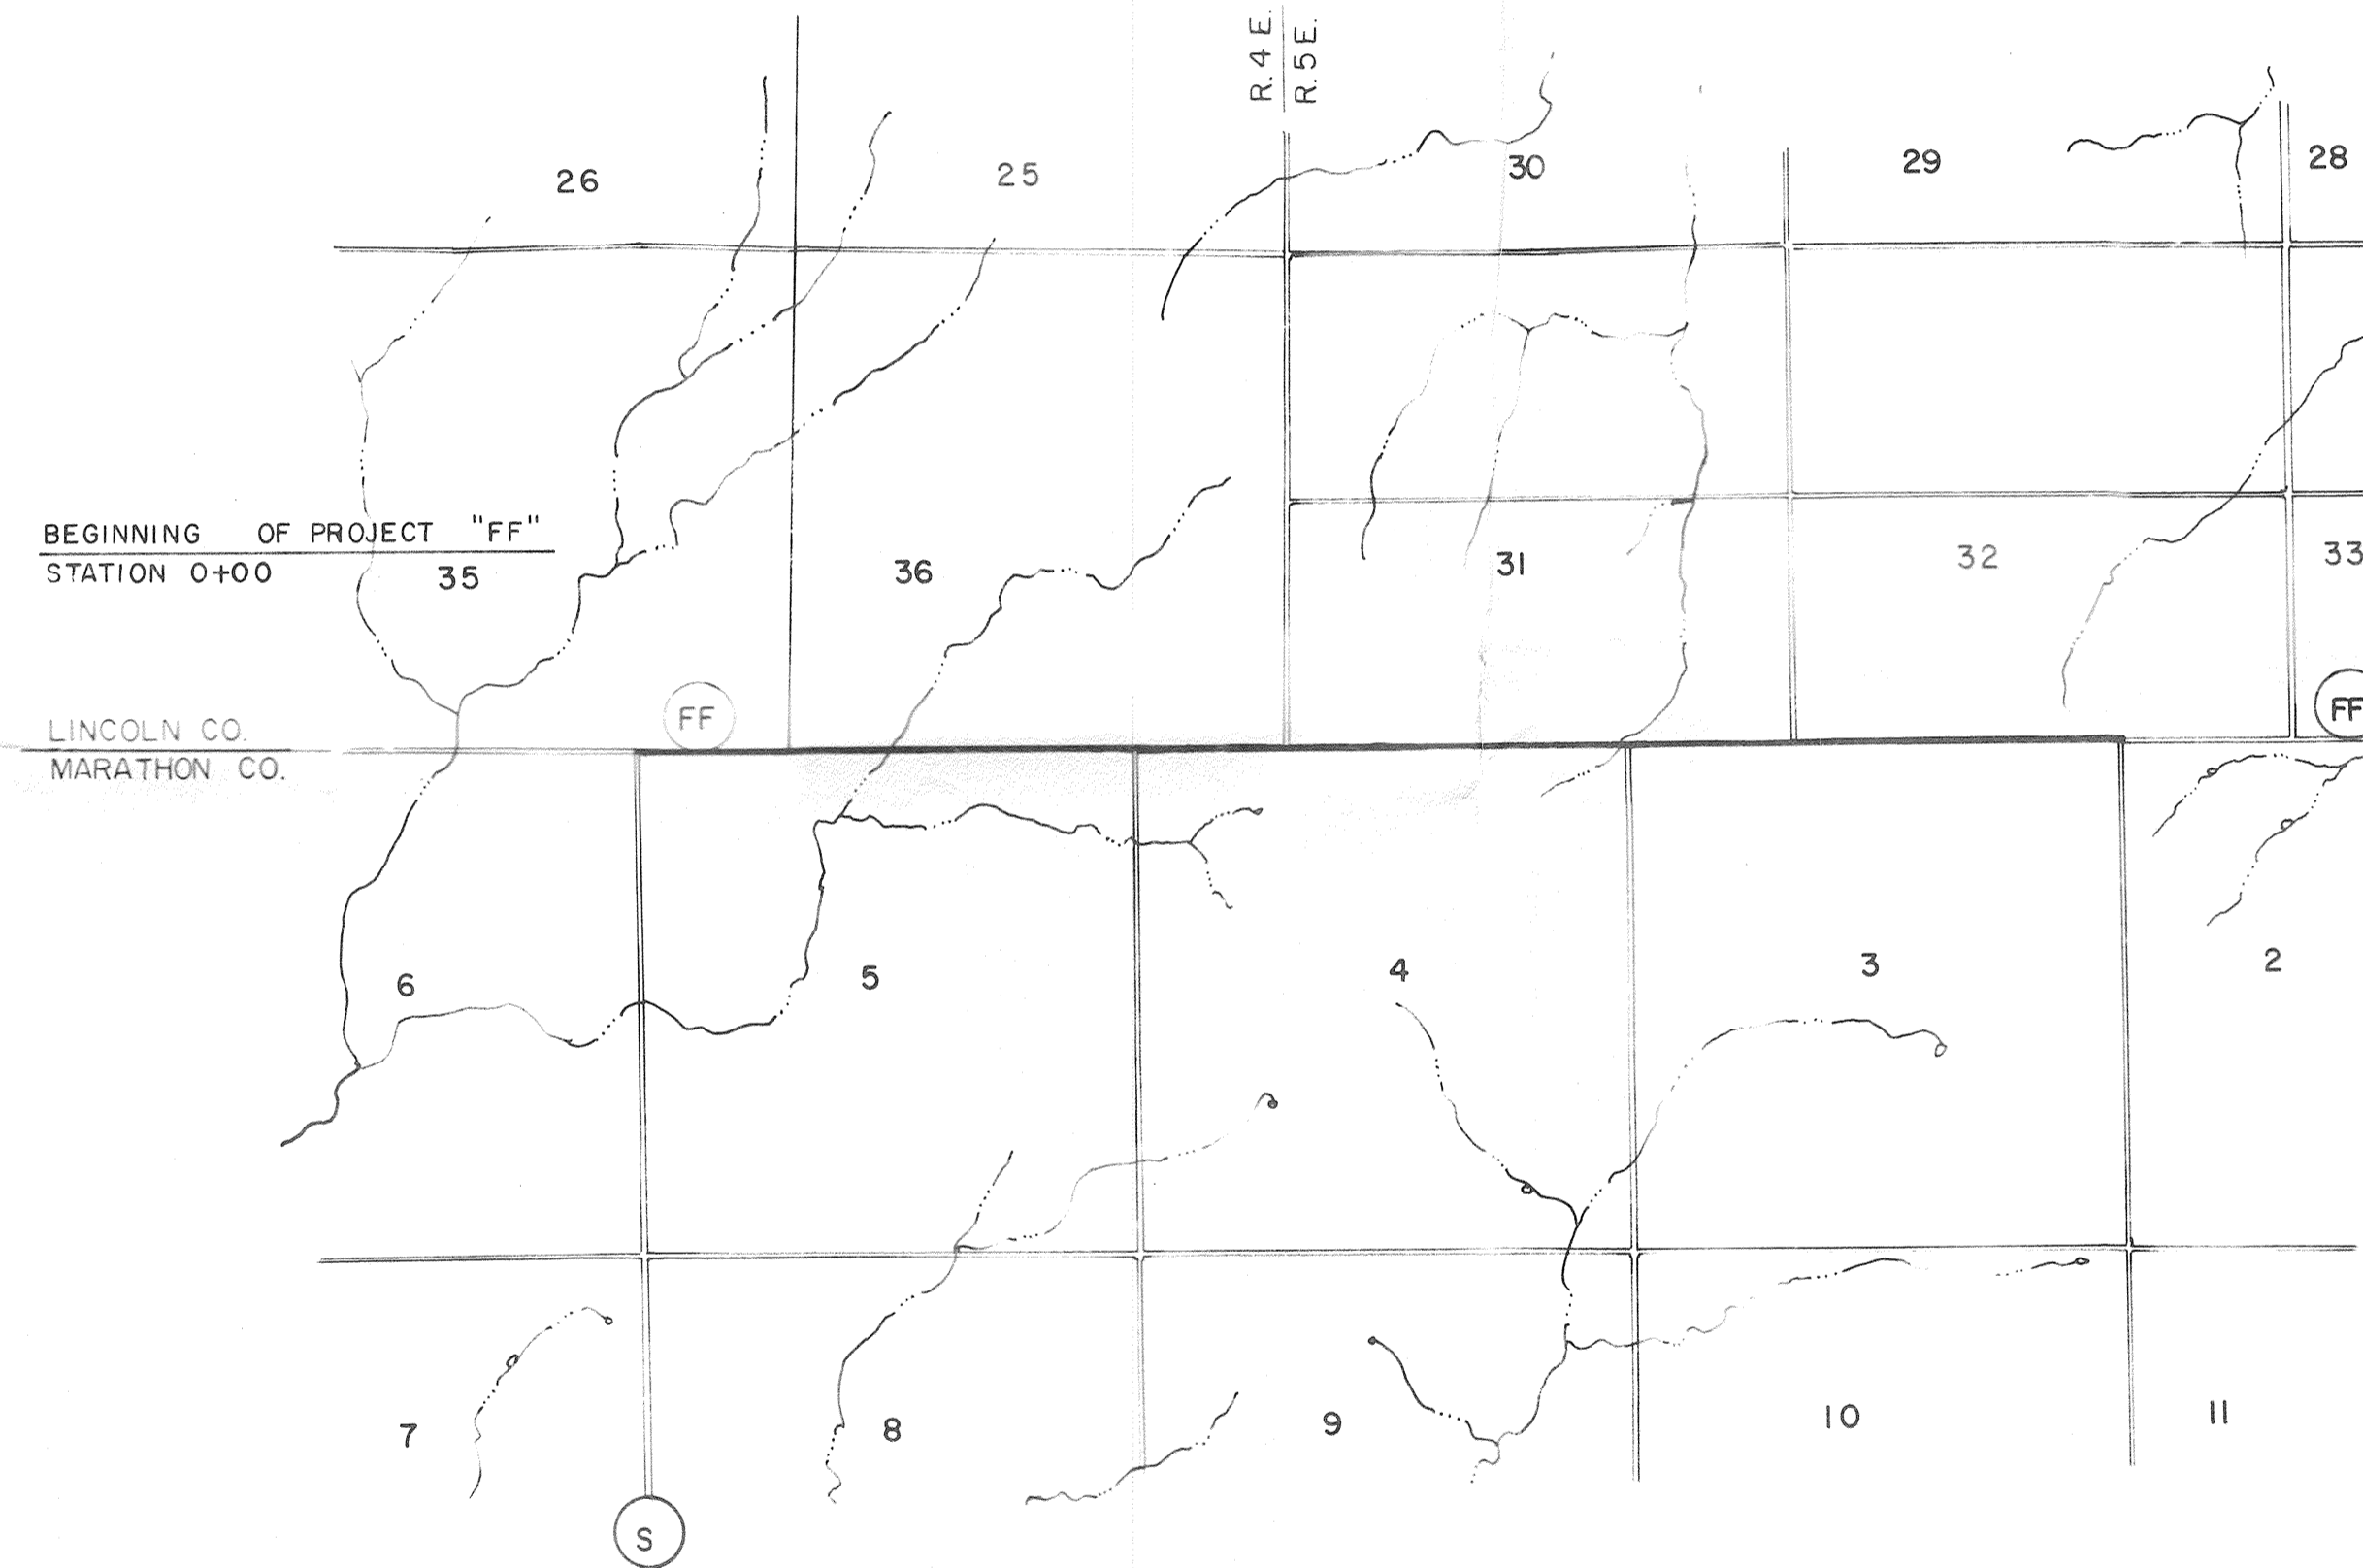 R. 4 E.
R. 5 E.
26
25
30
29
28
BEGINNING OF PROJECT "FF"
STATION 0+00
35
36
31
32
33
FF
FF
LINCOLN CO.
MARATHON CO.
6
5
4
3
2
7
8
9
10
11
S